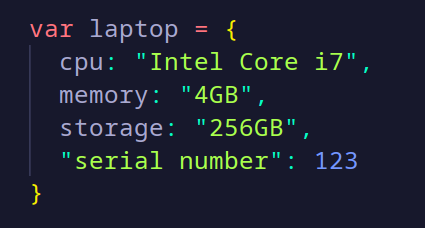 var laptop = {
  cpu: "Intel Core i7",
  memory: "4GB",
  storage: "256GB",
  "serial number": 123
}